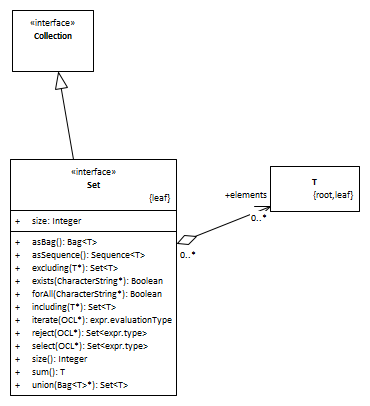 «interface»
Collection
«interface»
Set
{leaf}
+ size: Integer
+ asBag(): Bag<T>
+ asSequence(): Sequence<T>
+ excluding(T*): Set<T>
+ exists(CharacterString*): Boolean
+ forAll(CharacterString*): Boolean
+ including(T*): Set<T>
+ iterate(OCL*): expr.evaluationType
+ reject(OCL*): Set<expr.type>
+ select(OCL*): Set<expr.type>
+ size(): Integer
+ sum(): T
+ union(Bag<T>*): Set<T>
0..*
+elements
0..*
T
{root,leaf}